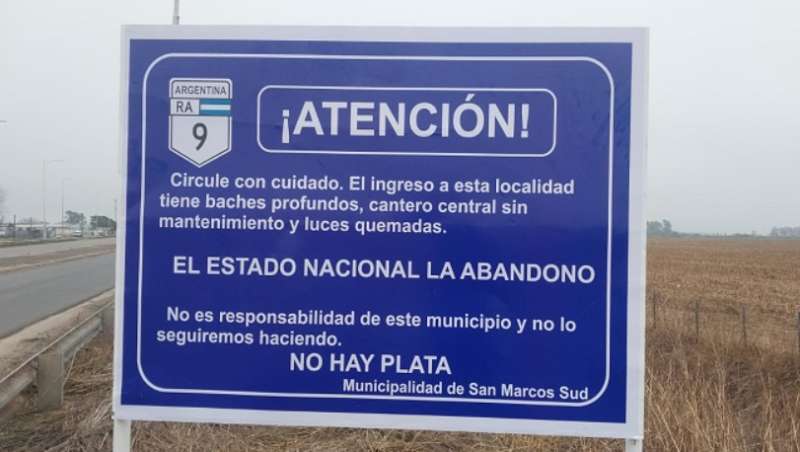 ARGENTINA
RA
9
¡ATENCIÓN!
Circule con cuidado. El ingreso a esta localidad
tiene baches profundos, cantero central sin
mantenimiento y luces quemadas.
EL ESTADO NACIONAL LA ABANDONO
No es responsabilidad de este municipio y no lo
seguiremos haciendo.
NO HAY PLATA
Municipalidad de San Marcos Sud